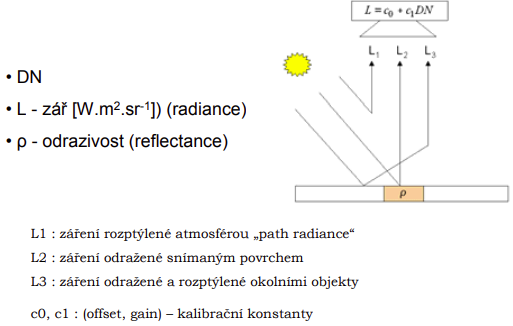 L = c₀ + c₁DN
L₁ L₂ L₃
• DN
• L - zář [W.m².sr⁻¹]) (radiance)
• ρ - odrazivost (reflectance)
ρ
L1 : záření rozptýlené atmosférou „path radiance“
L2 : záření odražené snímaným povrchem
L3 : záření odražené a rozptýlené okolními objekty
c0, c1 : (offset, gain) – kalibrační konstanty